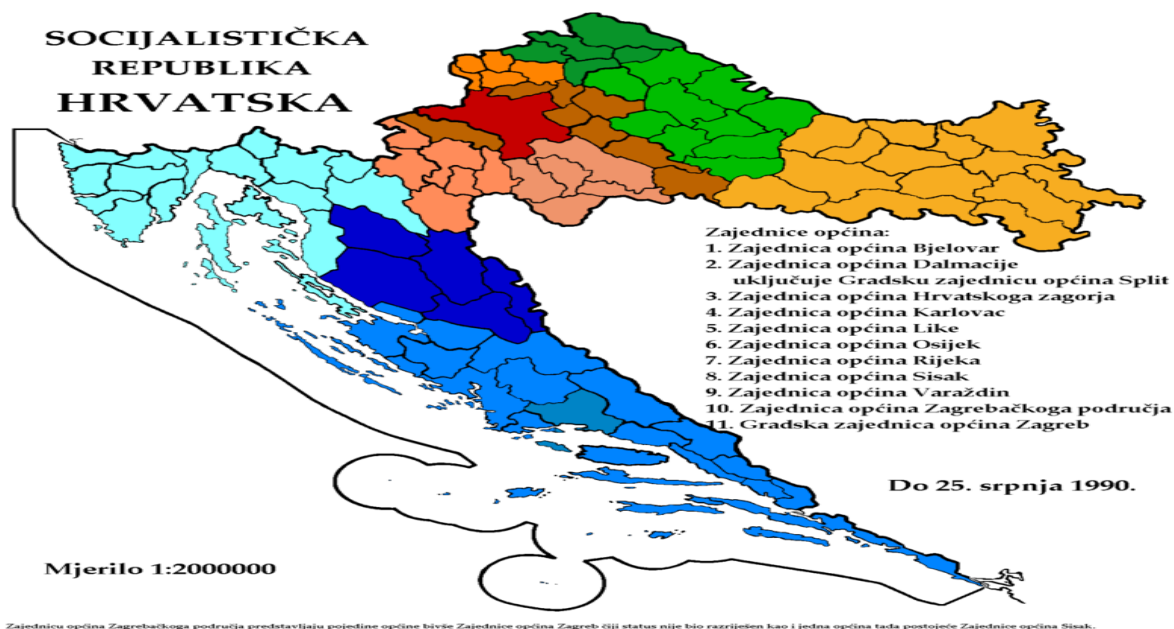 SOCIJALISTIČKA
REPUBLIKA
HRVATSKA
Zajednice općina:
1. Zajednica općina Bjelovar
2. Zajednica općina Dalmacije
uključuje Gradsku zajednicu općina Split
3. Zajednica općina Hrvatskoga zagorja
4. Zajednica općina Karlovac
5. Zajednica općina Like
6. Zajednica općina Osijek
7. Zajednica općina Rijeka
8. Zajednica općina Sisak
9. Zajednica općina Varaždin
10. Zajednica općina Zagrebačkoga područja
11. Gradska zajednica općina Zagreb
Do 25. srpnja 1990.
Mjerilo 1:2000000
Zajednicu općina Zagrebačkoga područja predstavljaju pojedine općine bivše Zajednice općina Zagreb čiji status nije bio razriješen kao i jedna općina tada postojeće Zajednice općina Sisak.